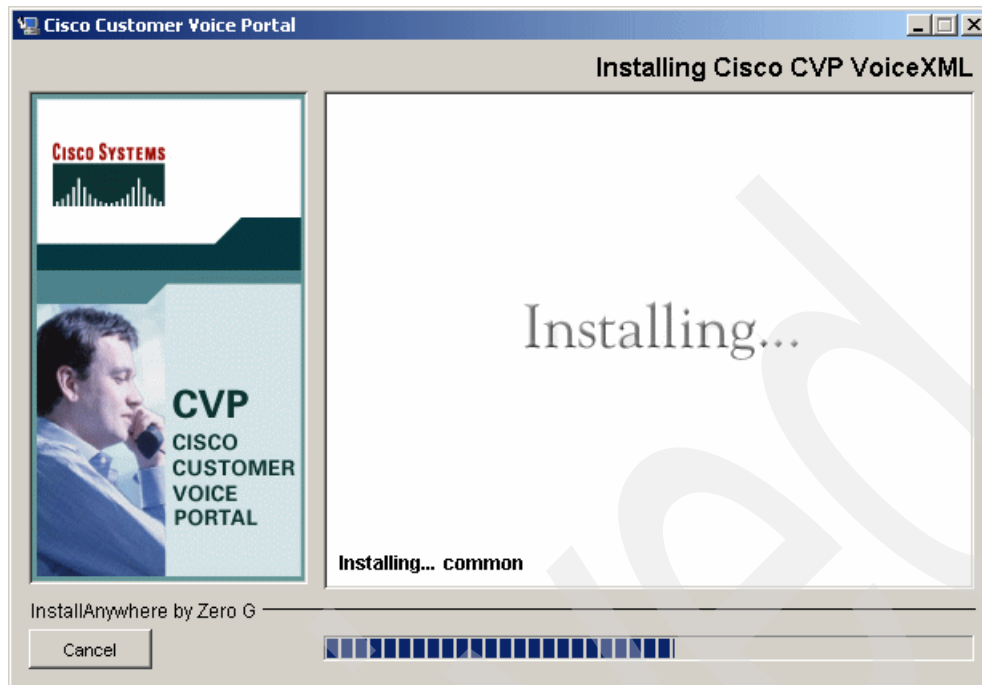 Cisco Customer Voice Portal
Installing Cisco CVP VoiceXML
CISCO SYSTEMS
CVP
CISCO
CUSTOMER
VOICE
PORTAL
Installing...
Installing... common
InstallAnywhere by Zero G
Cancel